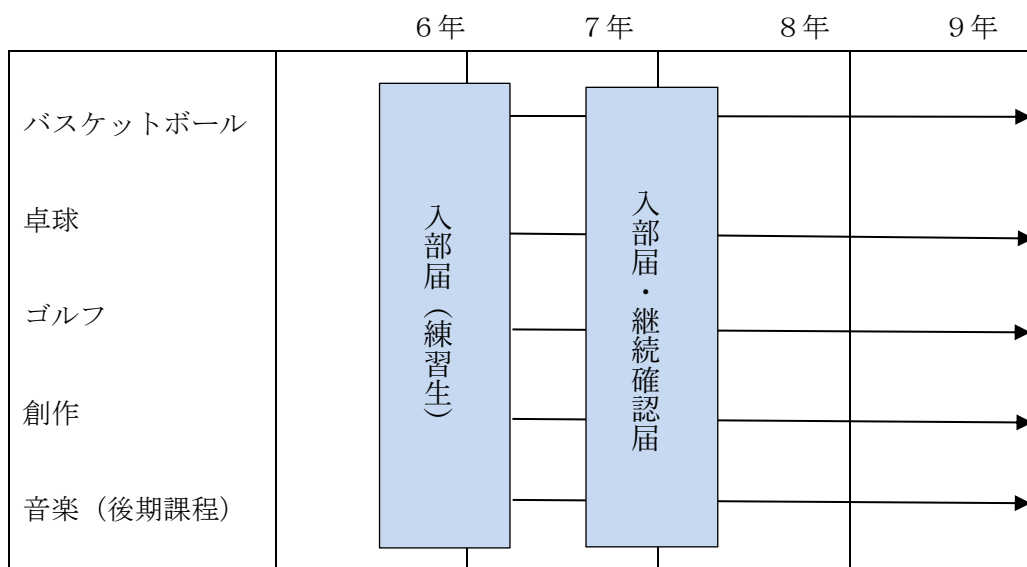 6年 7年 8年 9年
バスケットボール
卓球
ゴルフ
創作
音楽（後期課程）
入部届（練習生）
入部届・継続確認届